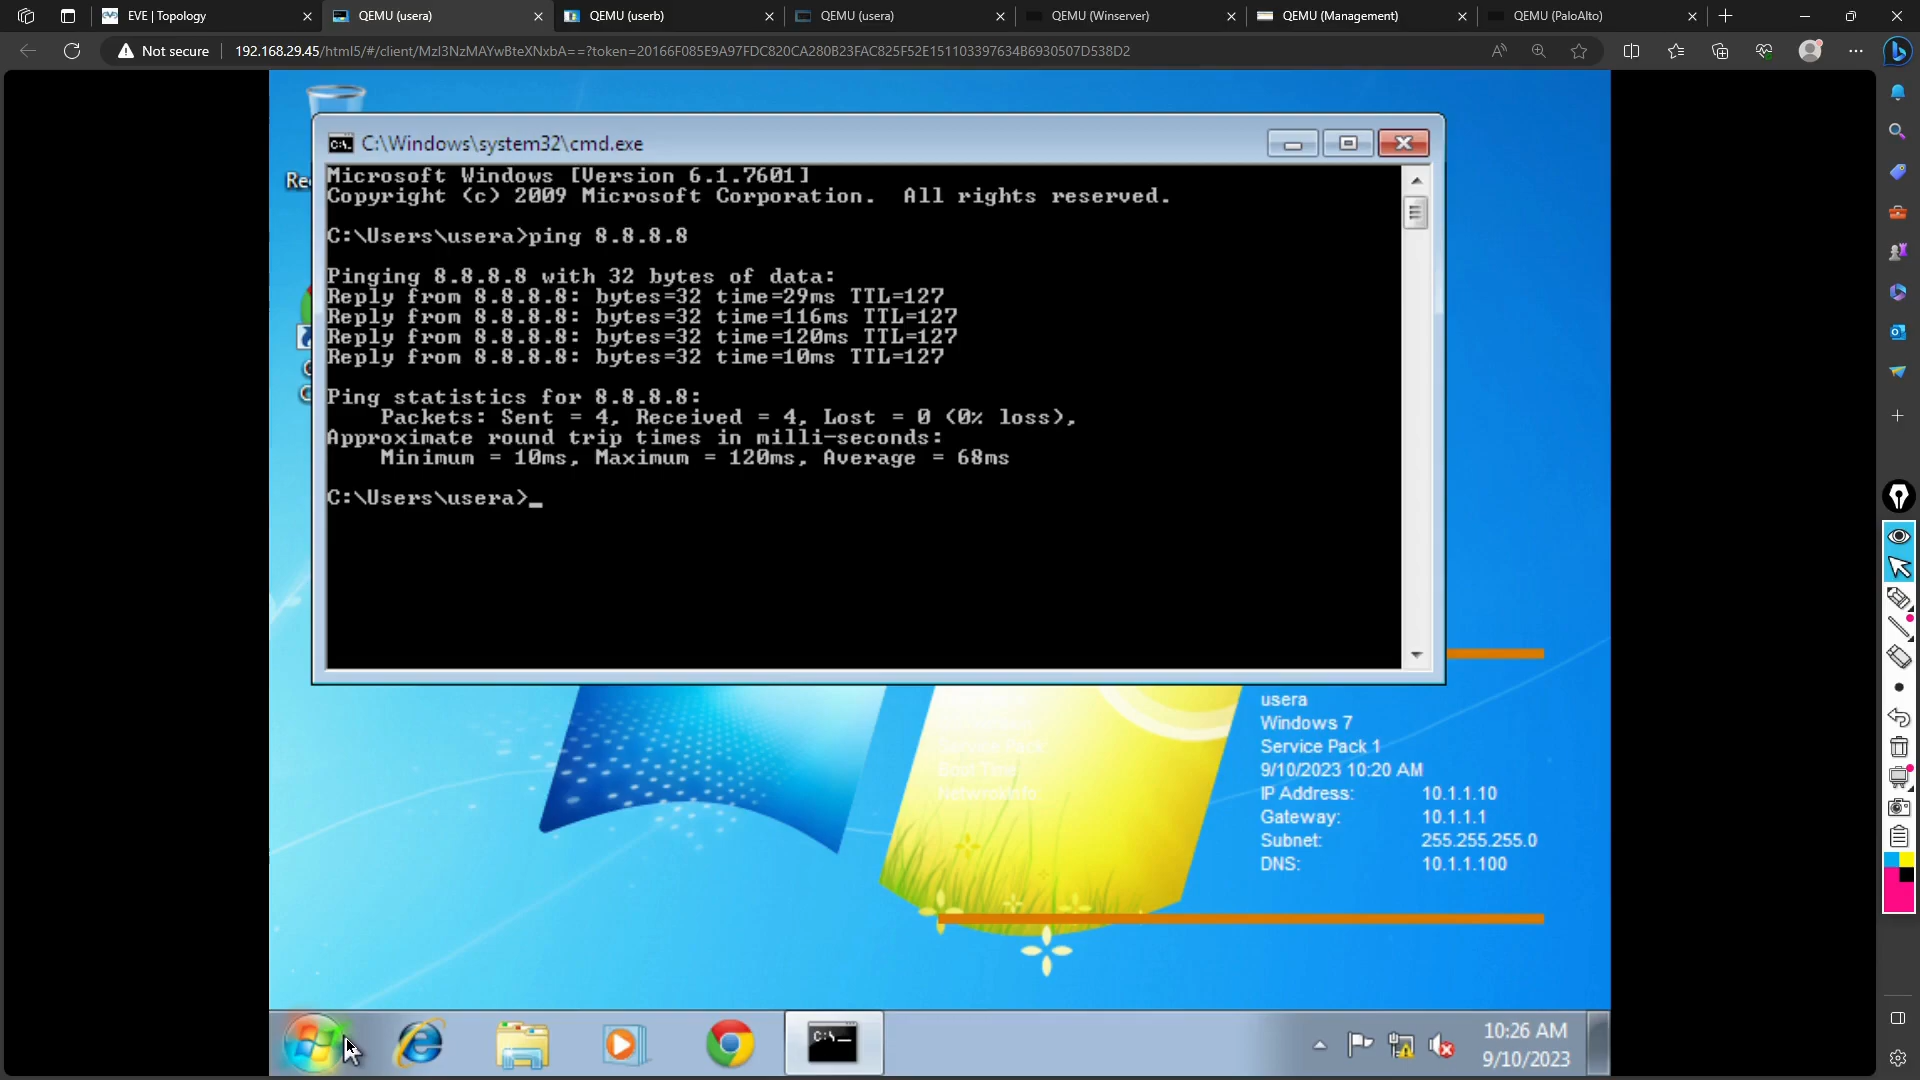 EVE | Topology
QEMU (usera)
QEMU (userb)
QEMU (usera)
QEMU (Winserver)
QEMU (Management)
QEMU (PaloAlto)
Not secure
192.168.29.45/html5/#/client/MzI3NzMAYwBteXNxbA==?token=20166F085E9A97FDC820CA280B23FAC825F52E151103397634B6930507D538D2
C:\Windows\system32\cmd.exe
Microsoft Windows [Version 6.1.7601]
Copyright (c) 2009 Microsoft Corporation.  All rights reserved.
C:\Users\usera>ping 8.8.8.8
Pinging 8.8.8.8 with 32 bytes of data:
Reply from 8.8.8.8: bytes=32 time=29ms TTL=127
Reply from 8.8.8.8: bytes=32 time=116ms TTL=127
Reply from 8.8.8.8: bytes=32 time=120ms TTL=127
Reply from 8.8.8.8: bytes=32 time=10ms TTL=127
Ping statistics for 8.8.8.8:
Packets: Sent = 4, Received = 4, Lost = 0 (0% loss),
Approximate round trip times in milli-seconds:
Minimum = 10ms, Maximum = 120ms, Average = 68ms
C:\Users\usera>_
usera
Windows 7
Service Pack Service Pack 1
Boot Time 9/10/2023 10:20 AM
IP Address: 10.1.1.10
Gateway: 10.1.1.1
Subnet: 255.255.255.0
DNS: 10.1.1.100
10:26 AM
9/10/2023